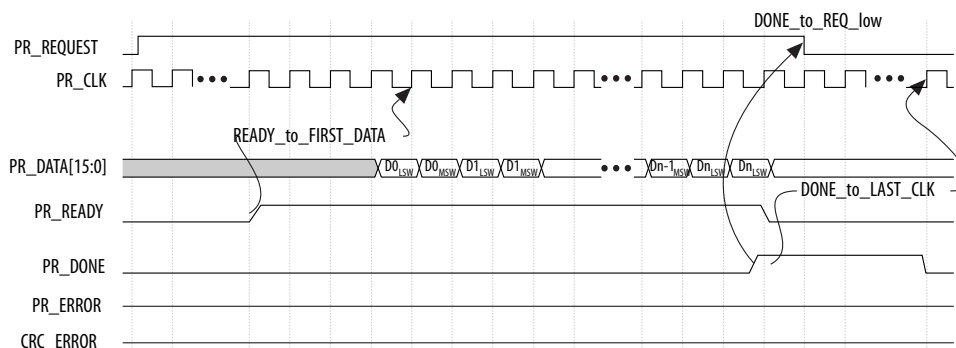 DONE_to_REQ_low
PR_REQUEST
PR_CLK
READY_to_FIRST_DATA
PR_DATA[15:0] D0LSW D0MSW D1LSW D1MSW Dn-1MSW DnLSW DnLSW
DONE_to_LAST_CLK
PR_READY
PR_DONE
PR_ERROR
CRC_ERROR